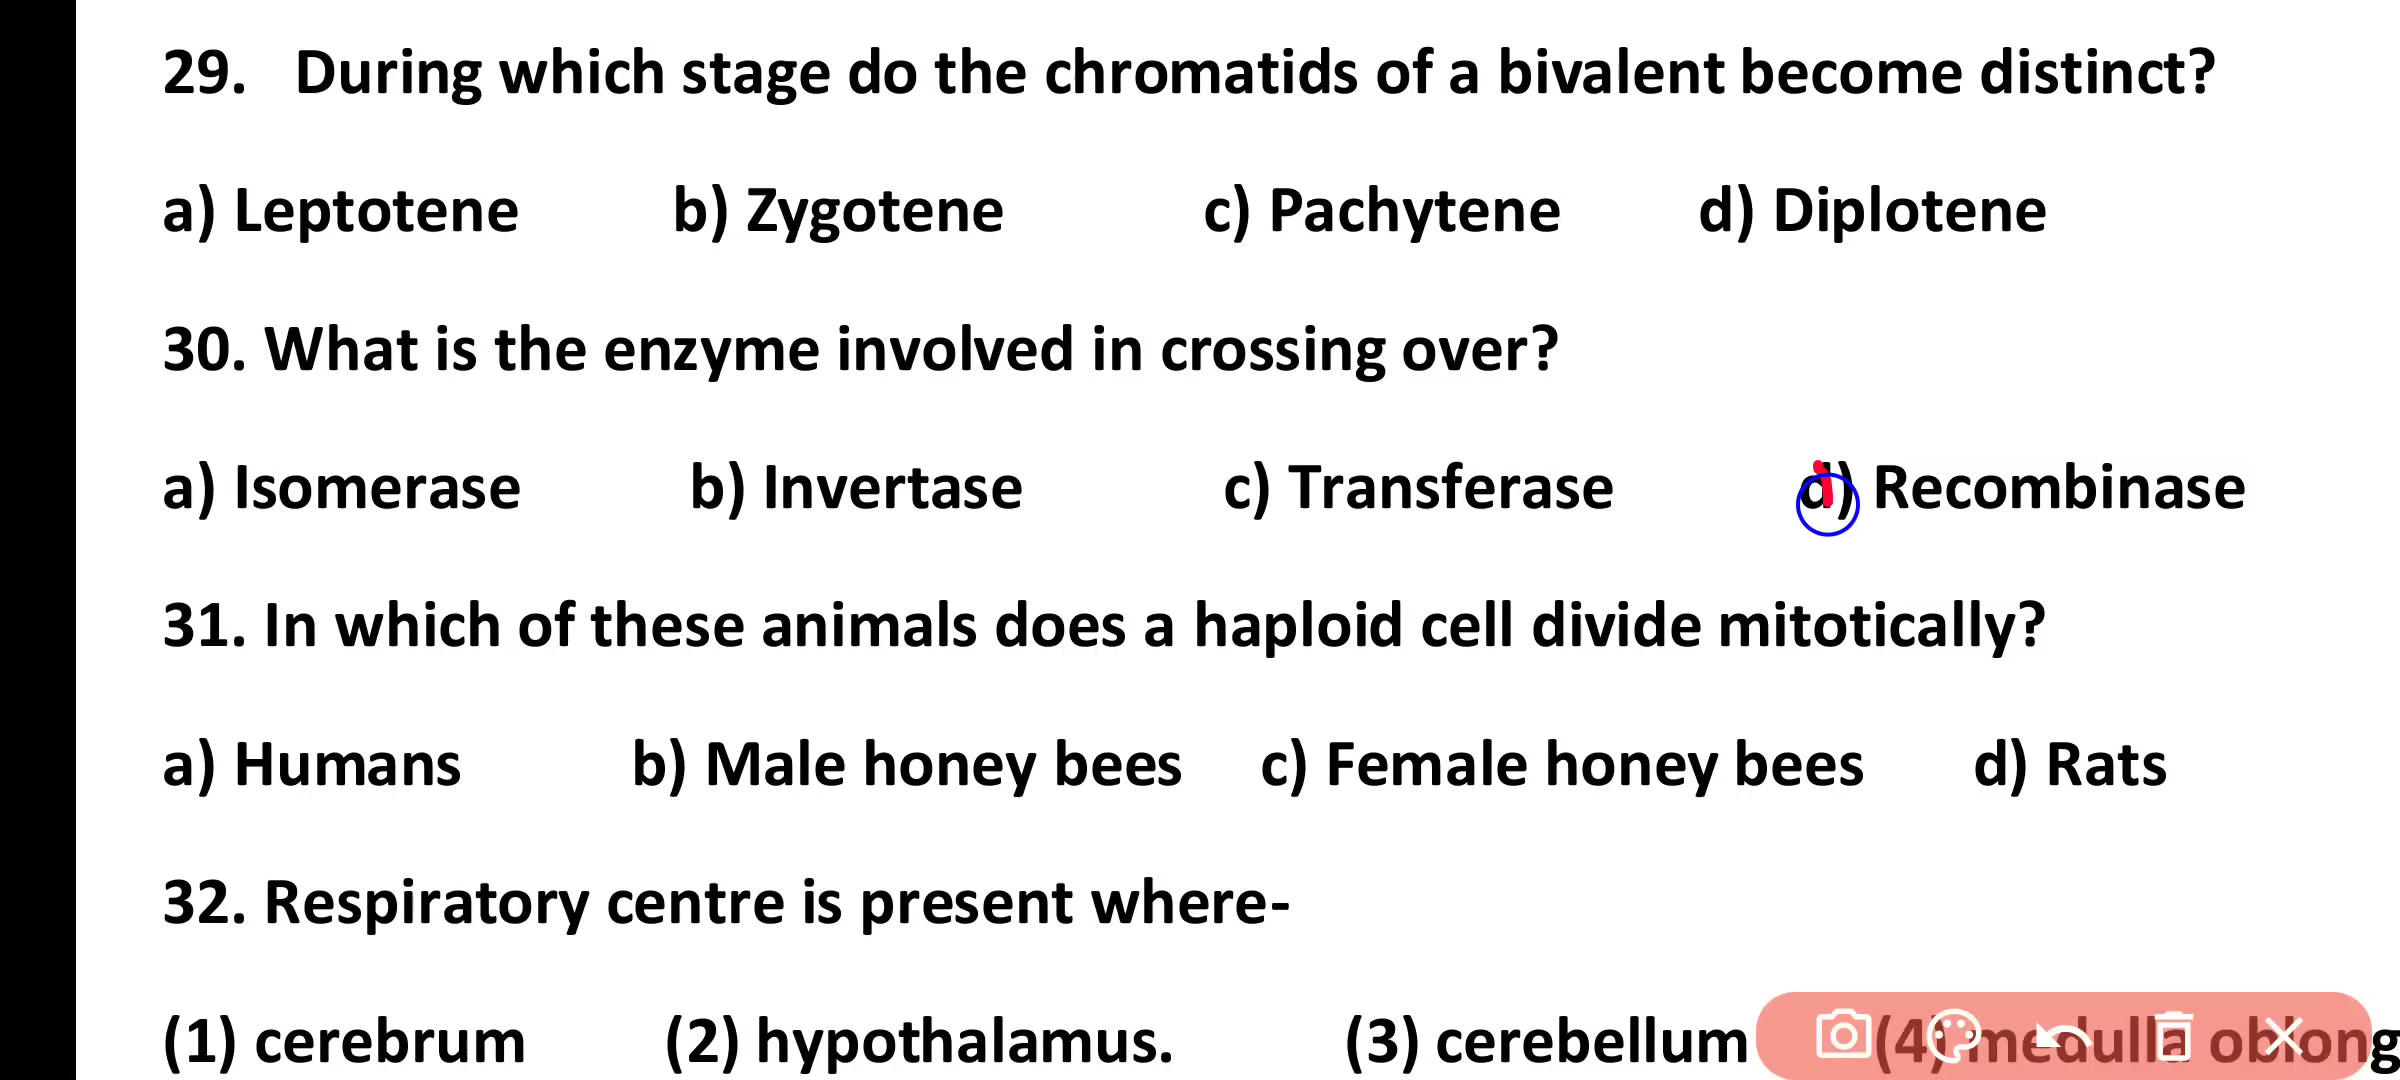 29. During which stage do the chromatids of a bivalent become distinct?
a) Leptotene b) Zygotene c) Pachytene d) Diplotene
30. What is the enzyme involved in crossing over?
a) Isomerase b) Invertase c) Transferase d) Recombinase
31. In which of these animals does a haploid cell divide mitotically?
a) Humans b) Male honey bees c) Female honey bees d) Rats
32. Respiratory centre is present where-
(1) cerebrum (2) hypothalamus. (3) cerebellum (4) medulla oblong